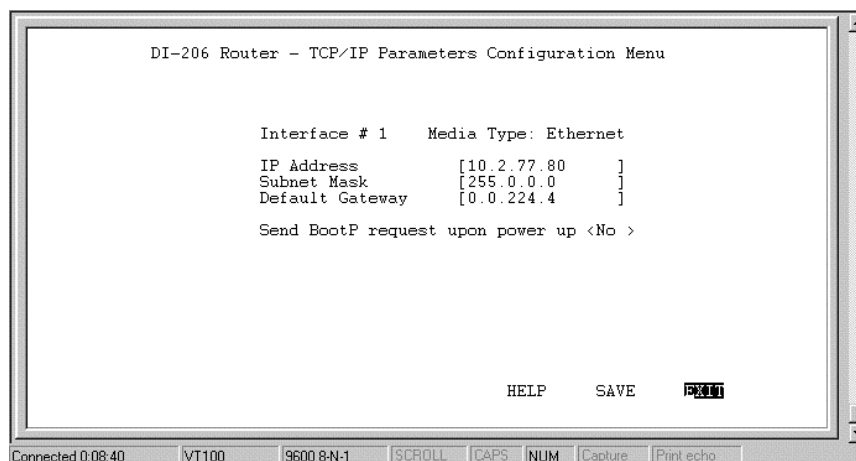 DI-206 Router - TCP/IP Parameters Configuration Menu
Interface # 1 Media Type: Ethernet
IP Address [10.2.77.80 ]
Subnet Mask [255.0.0.0 ]
Default Gateway [0.0.224.4 ]
Send BootP request upon power up <No >
HELP SAVE EXIT
Connected 0:08:40 VT100 9600 8-N-1 SCROLL CAPS NUM Capture Print echo